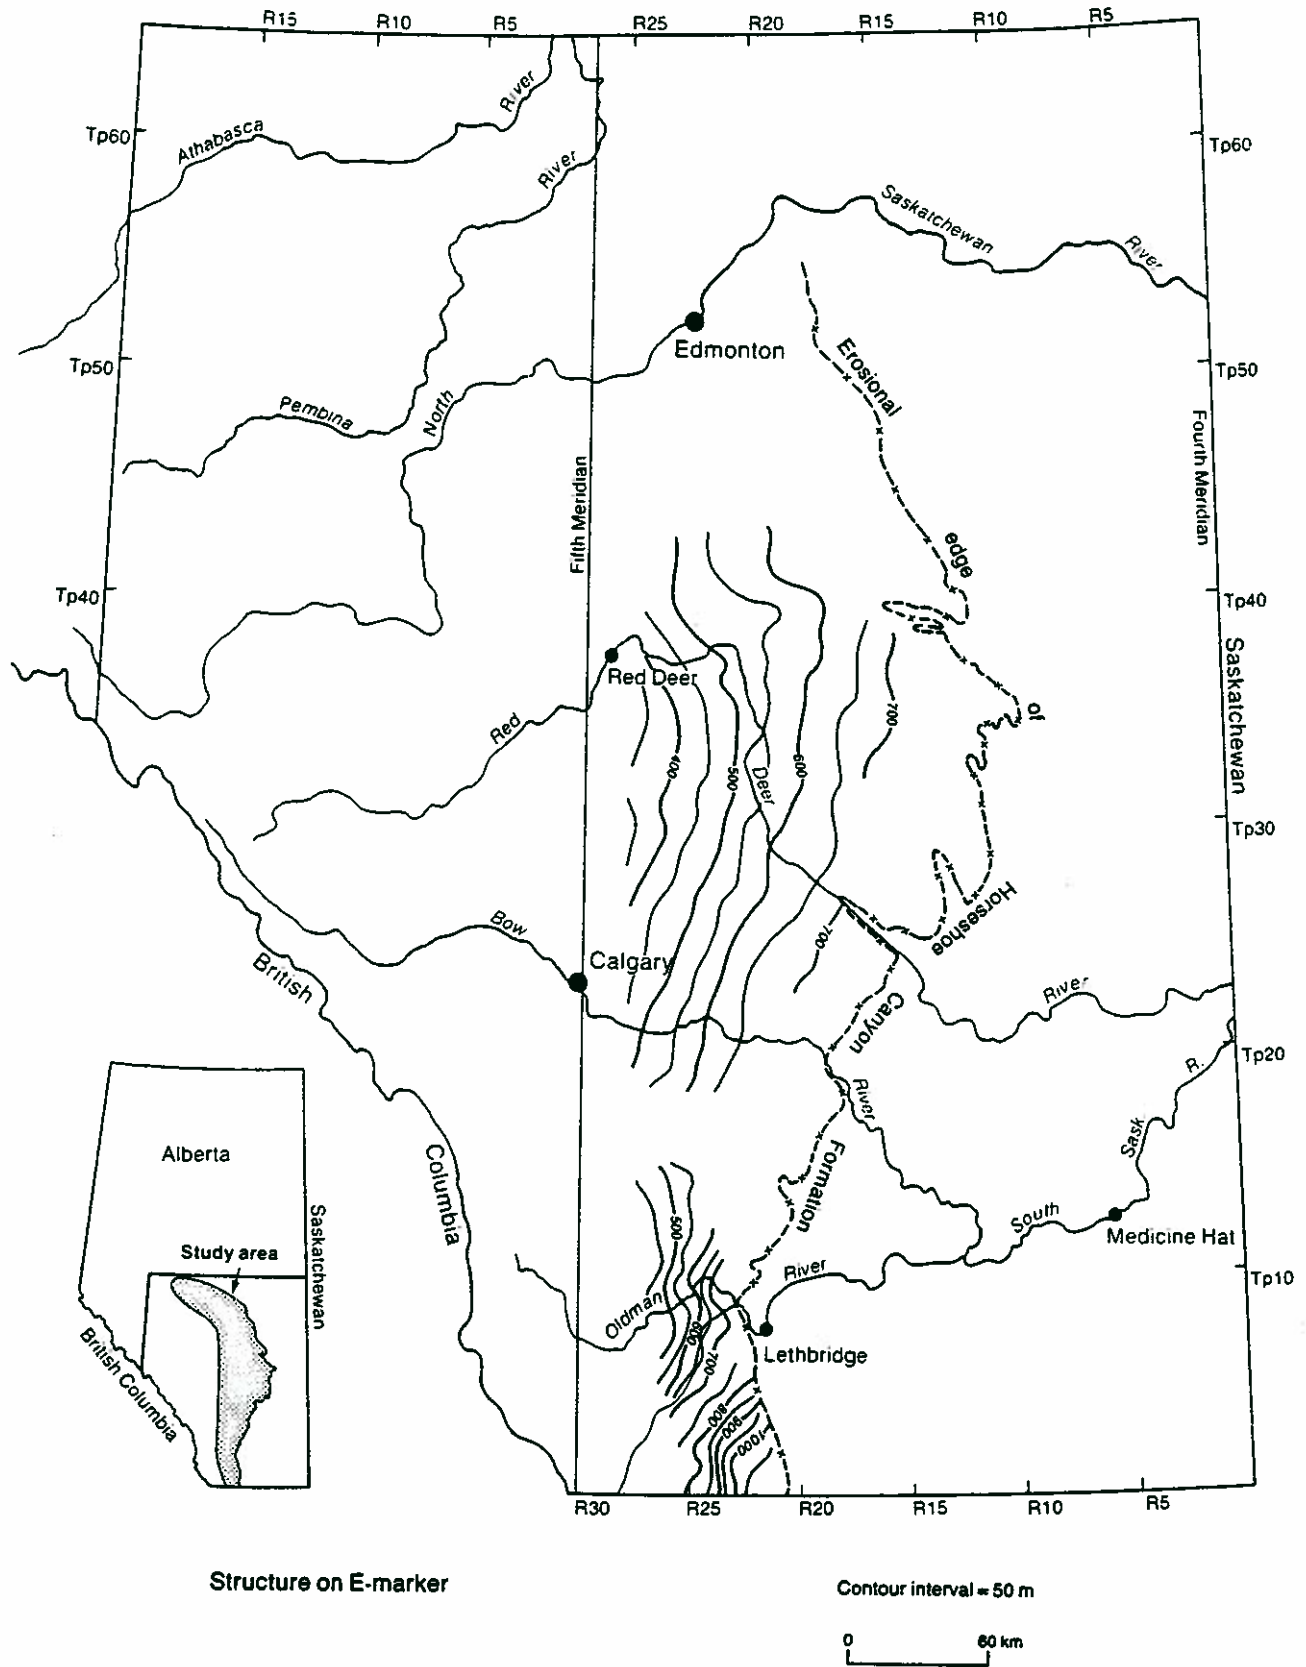 R15 R10 R5 R25 R20 R15 R10 R5
Tp60
Athabasca
River
River
Tp60
Saskatchewan
River
Edmonton
Tp50
Erosional
Tp50
Pembina
North
Fifth Meridian
Fourth Meridian
edge
Tp40
Tp40
Red Deer
Red
of
Saskatchewan
700
400
500
Deer
600
Tp30
Horseshoe
Bow
700
Calgary
British
River
Canyon
Tp20
River
R.
Sask
Alberta
Columbia
Formation
Saskatchewan
500
South
Medicine Hat
Study area
River
Tp10
Oldman
600
Lethbridge
700
British Columbia
800
900
1000
R30 R25 R20 R15 R10 R5
Structure on E-marker
Contour interval = 50 m
0 60 km